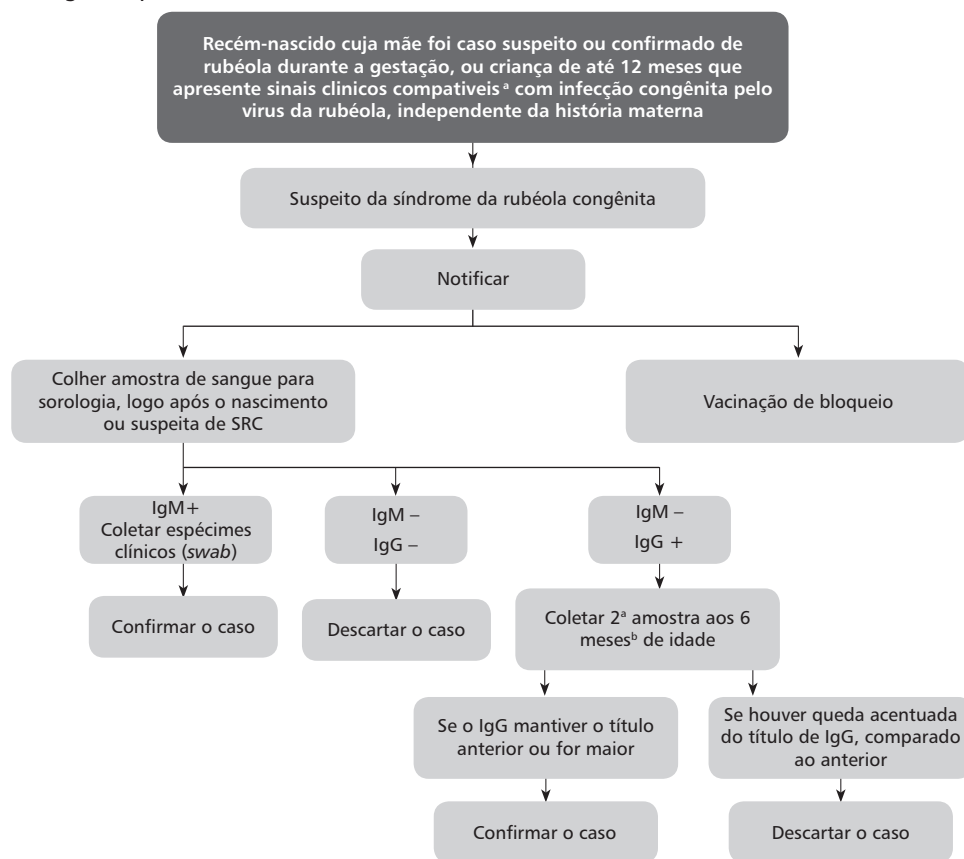 Recém-nascido cuja mãe foi caso suspeito ou confirmado de
rubéola durante a gestação, ou criança de até 12 meses que
apresente sinais clinicos compativeis ª com infecção congênita pelo
virus da rubéola, independente da história materna
Suspeito da síndrome da rubéola congênita
Notificar
Colher amostra de sangue para
sorologia, logo após o nascimento
ou suspeita de SRC
Vacinação de bloqueio
IgM+
Coletar espécimes
clínicos (swab)
IgM –
IgG –
IgM –
IgG +
Confirmar o caso
Descartar o caso
Coletar 2ª amostra aos 6
mesesᵇ de idade
Se o IgG mantiver o título
anterior ou for maior
Se houver queda acentuada
do título de IgG, comparado
ao anterior
Confirmar o caso
Descartar o caso